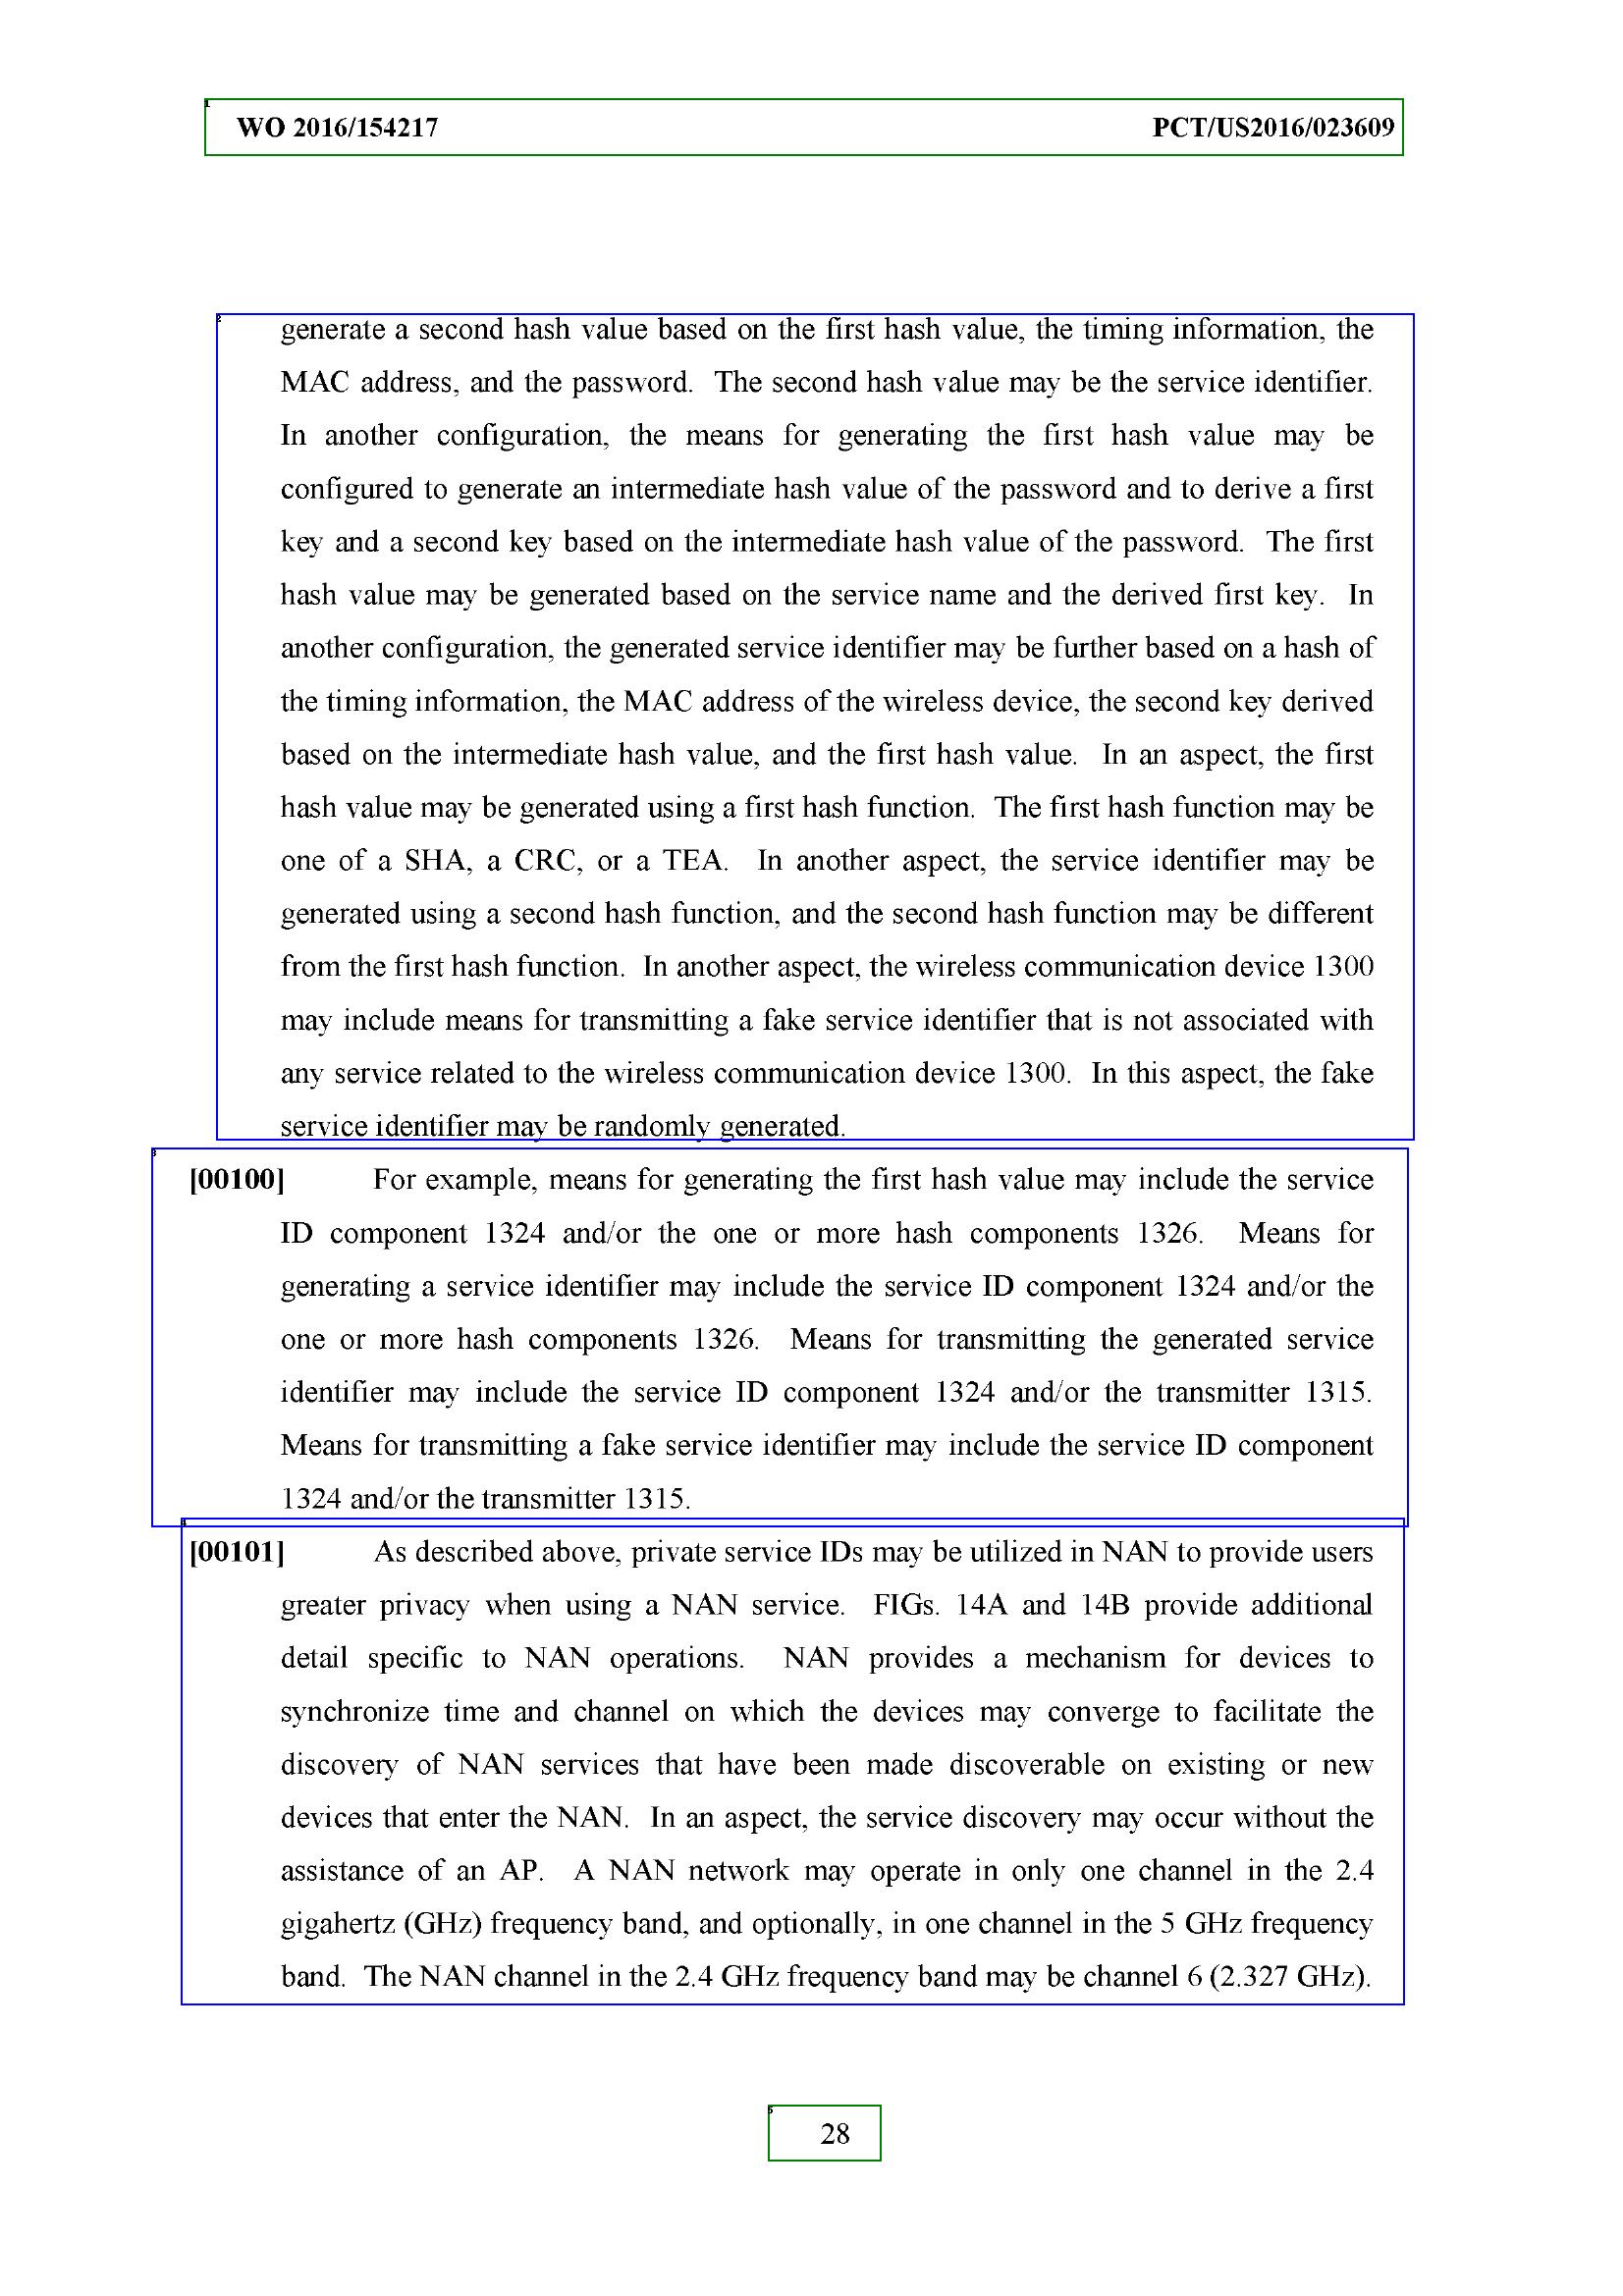 WO 2016/154217 PCT/US2016/023609
generate a second hash value based on the first hash value, the timing information, the
MAC address, and the password. The second hash value may be the service identifier.
In another configuration, the means for generating the first hash value may be
configured to generate an intermediate hash value of the password and to derive a first
key and a second key based on the intermediate hash value of the password. The first
hash value may be generated based on the service name and the derived first key. In
another configuration, the generated service identifier may be further based on a hash of
the timing information, the MAC address of the wireless device, the second key derived
based on the intermediate hash value, and the first hash value. In an aspect, the first
hash value may be generated using a first hash function. The first hash function may be
one of a SHA, a CRC, or a TEA. In another aspect, the service identifier may be
generated using a second hash function, and the second hash function may be different
from the first hash function. In another aspect, the wireless communication device 1300
may include means for transmitting a fake service identifier that is not associated with
any service related to the wireless communication device 1300. In this aspect, the fake
service identifier may be randomly generated.
[00100] For example, means for generating the first hash value may include the service
ID component 1324 and/or the one or more hash components 1326. Means for
generating a service identifier may include the service ID component 1324 and/or the
one or more hash components 1326. Means for transmitting the generated service
identifier may include the service ID component 1324 and/or the transmitter 1315.
Means for transmitting a fake service identifier may include the service ID component
1324 and/or the transmitter 1315.
[00101] As described above, private service IDs may be utilized in NAN to provide users
greater privacy when using a NAN service. FIGs. 14A and 14B provide additional
detail specific to NAN operations. NAN provides a mechanism for devices to
synchronize time and channel on which the devices may converge to facilitate the
discovery of NAN services that have been made discoverable on existing or new
devices that enter the NAN. In an aspect, the service discovery may occur without the
assistance of an AP. A NAN network may operate in only one channel in the 2.4
gigahertz (GHz) frequency band, and optionally, in one channel in the 5 GHz frequency
band. The NAN channel in the 2.4 GHz frequency band may be channel 6 (2.327 GHz).
28